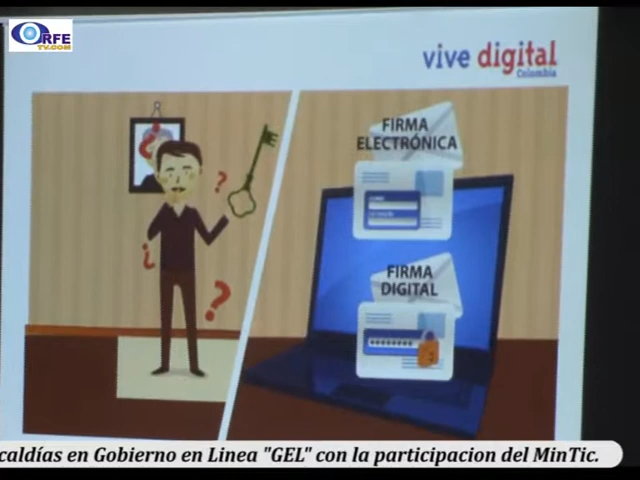 ORFE
TV.COM
vive digital
Colombia
FIRMA
ELECTRÓNICA
FIRMA
DIGITAL
caldías en Gobierno en Linea "GEL" con la participacion del MinTic.